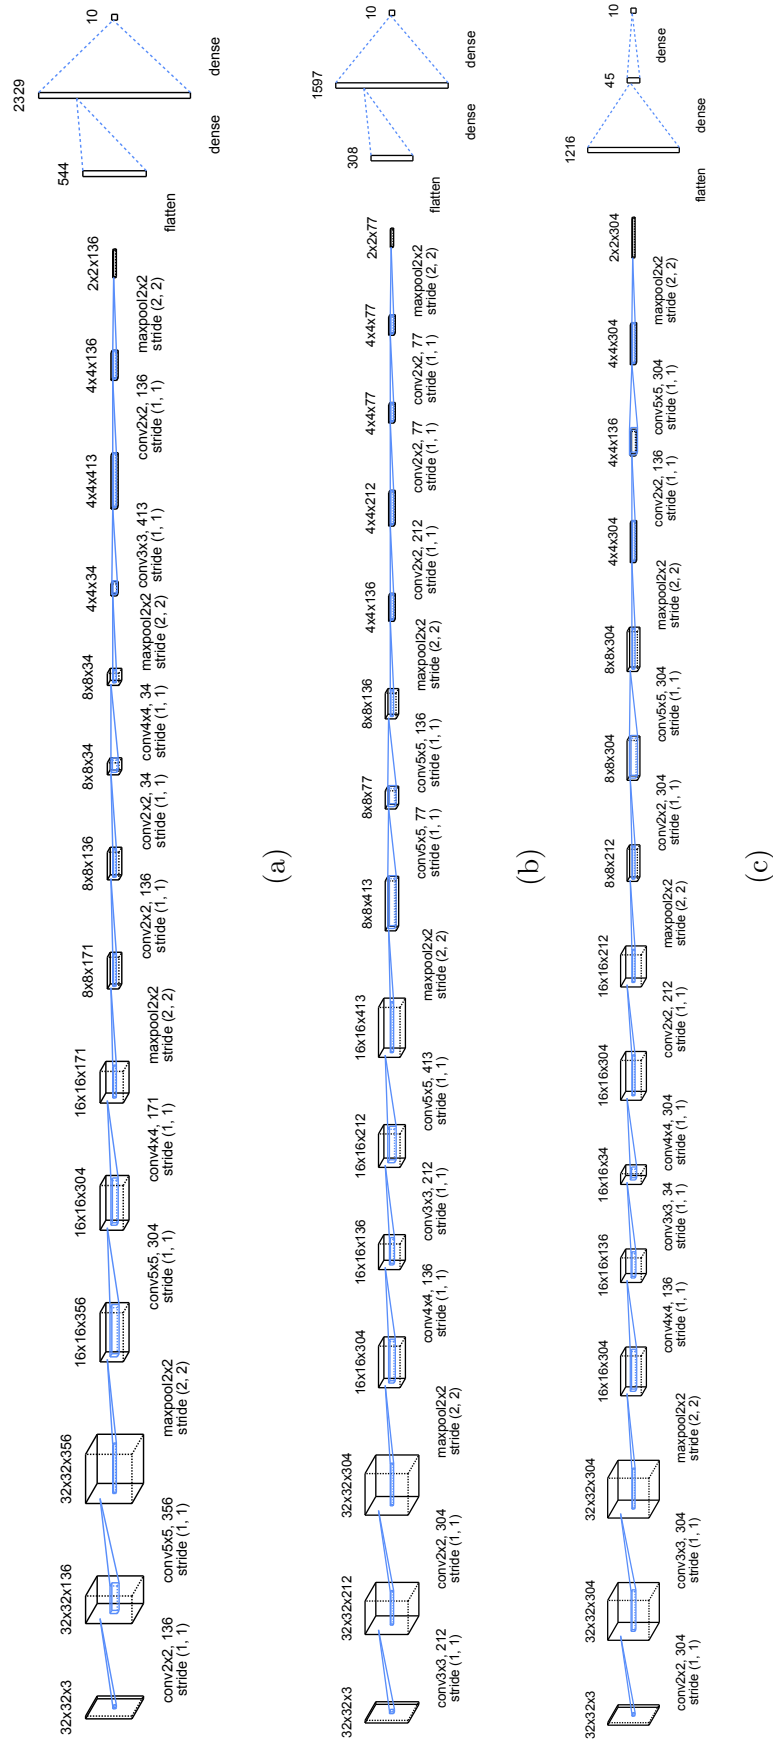 32x32x3
32x32x136
32x32x356
16x16x356
16x16x304
16x16x171
8x8x171
8x8x136
8x8x34
8x8x34
4x4x34
4x4x413
4x4x136
2x2x136
544
2329
10
conv2x2, 136
stride (1, 1)
conv5x5, 356
stride (1, 1)
maxpool2x2
stride (2, 2)
conv5x5, 304
stride (1, 1)
conv4x4, 171
stride (1, 1)
maxpool2x2
stride (2, 2)
conv2x2, 136
stride (1, 1)
conv2x2, 34
stride (1, 1)
conv4x4, 34
stride (1, 1)
maxpool2x2
stride (2, 2)
conv3x3, 413
stride (1, 1)
conv2x2, 136
stride (1, 1)
maxpool2x2
stride (2, 2)
flatten
dense
dense
(a)
32x32x3
32x32x212
32x32x304
16x16x304
16x16x136
16x16x212
16x16x413
8x8x413
8x8x77
8x8x136
4x4x136
4x4x212
4x4x77
4x4x77
2x2x77
308
1597
10
conv3x3, 212
stride (1, 1)
conv2x2, 304
stride (1, 1)
maxpool2x2
stride (2, 2)
conv4x4, 136
stride (1, 1)
conv3x3, 212
stride (1, 1)
conv5x5, 413
stride (1, 1)
maxpool2x2
stride (2, 2)
conv5x5, 77
stride (1, 1)
conv5x5, 136
stride (1, 1)
maxpool2x2
stride (2, 2)
conv2x2, 212
stride (1, 1)
conv2x2, 77
stride (1, 1)
conv2x2, 77
stride (1, 1)
maxpool2x2
stride (2, 2)
flatten
dense
dense
(b)
32x32x3
32x32x304
32x32x304
16x16x304
16x16x136
16x16x34
16x16x304
16x16x212
8x8x212
8x8x304
8x8x304
4x4x304
4x4x136
4x4x304
2x2x304
1216
45
10
conv2x2, 304
stride (1, 1)
conv3x3, 304
stride (1, 1)
maxpool2x2
stride (2, 2)
conv4x4, 136
stride (1, 1)
conv3x3, 34
stride (1, 1)
conv4x4, 304
stride (1, 1)
conv2x2, 212
stride (1, 1)
maxpool2x2
stride (2, 2)
conv2x2, 304
stride (1, 1)
conv5x5, 304
stride (1, 1)
maxpool2x2
stride (2, 2)
conv2x2, 136
stride (1, 1)
conv5x5, 304
stride (1, 1)
maxpool2x2
stride (2, 2)
flatten
dense
dense
(c)